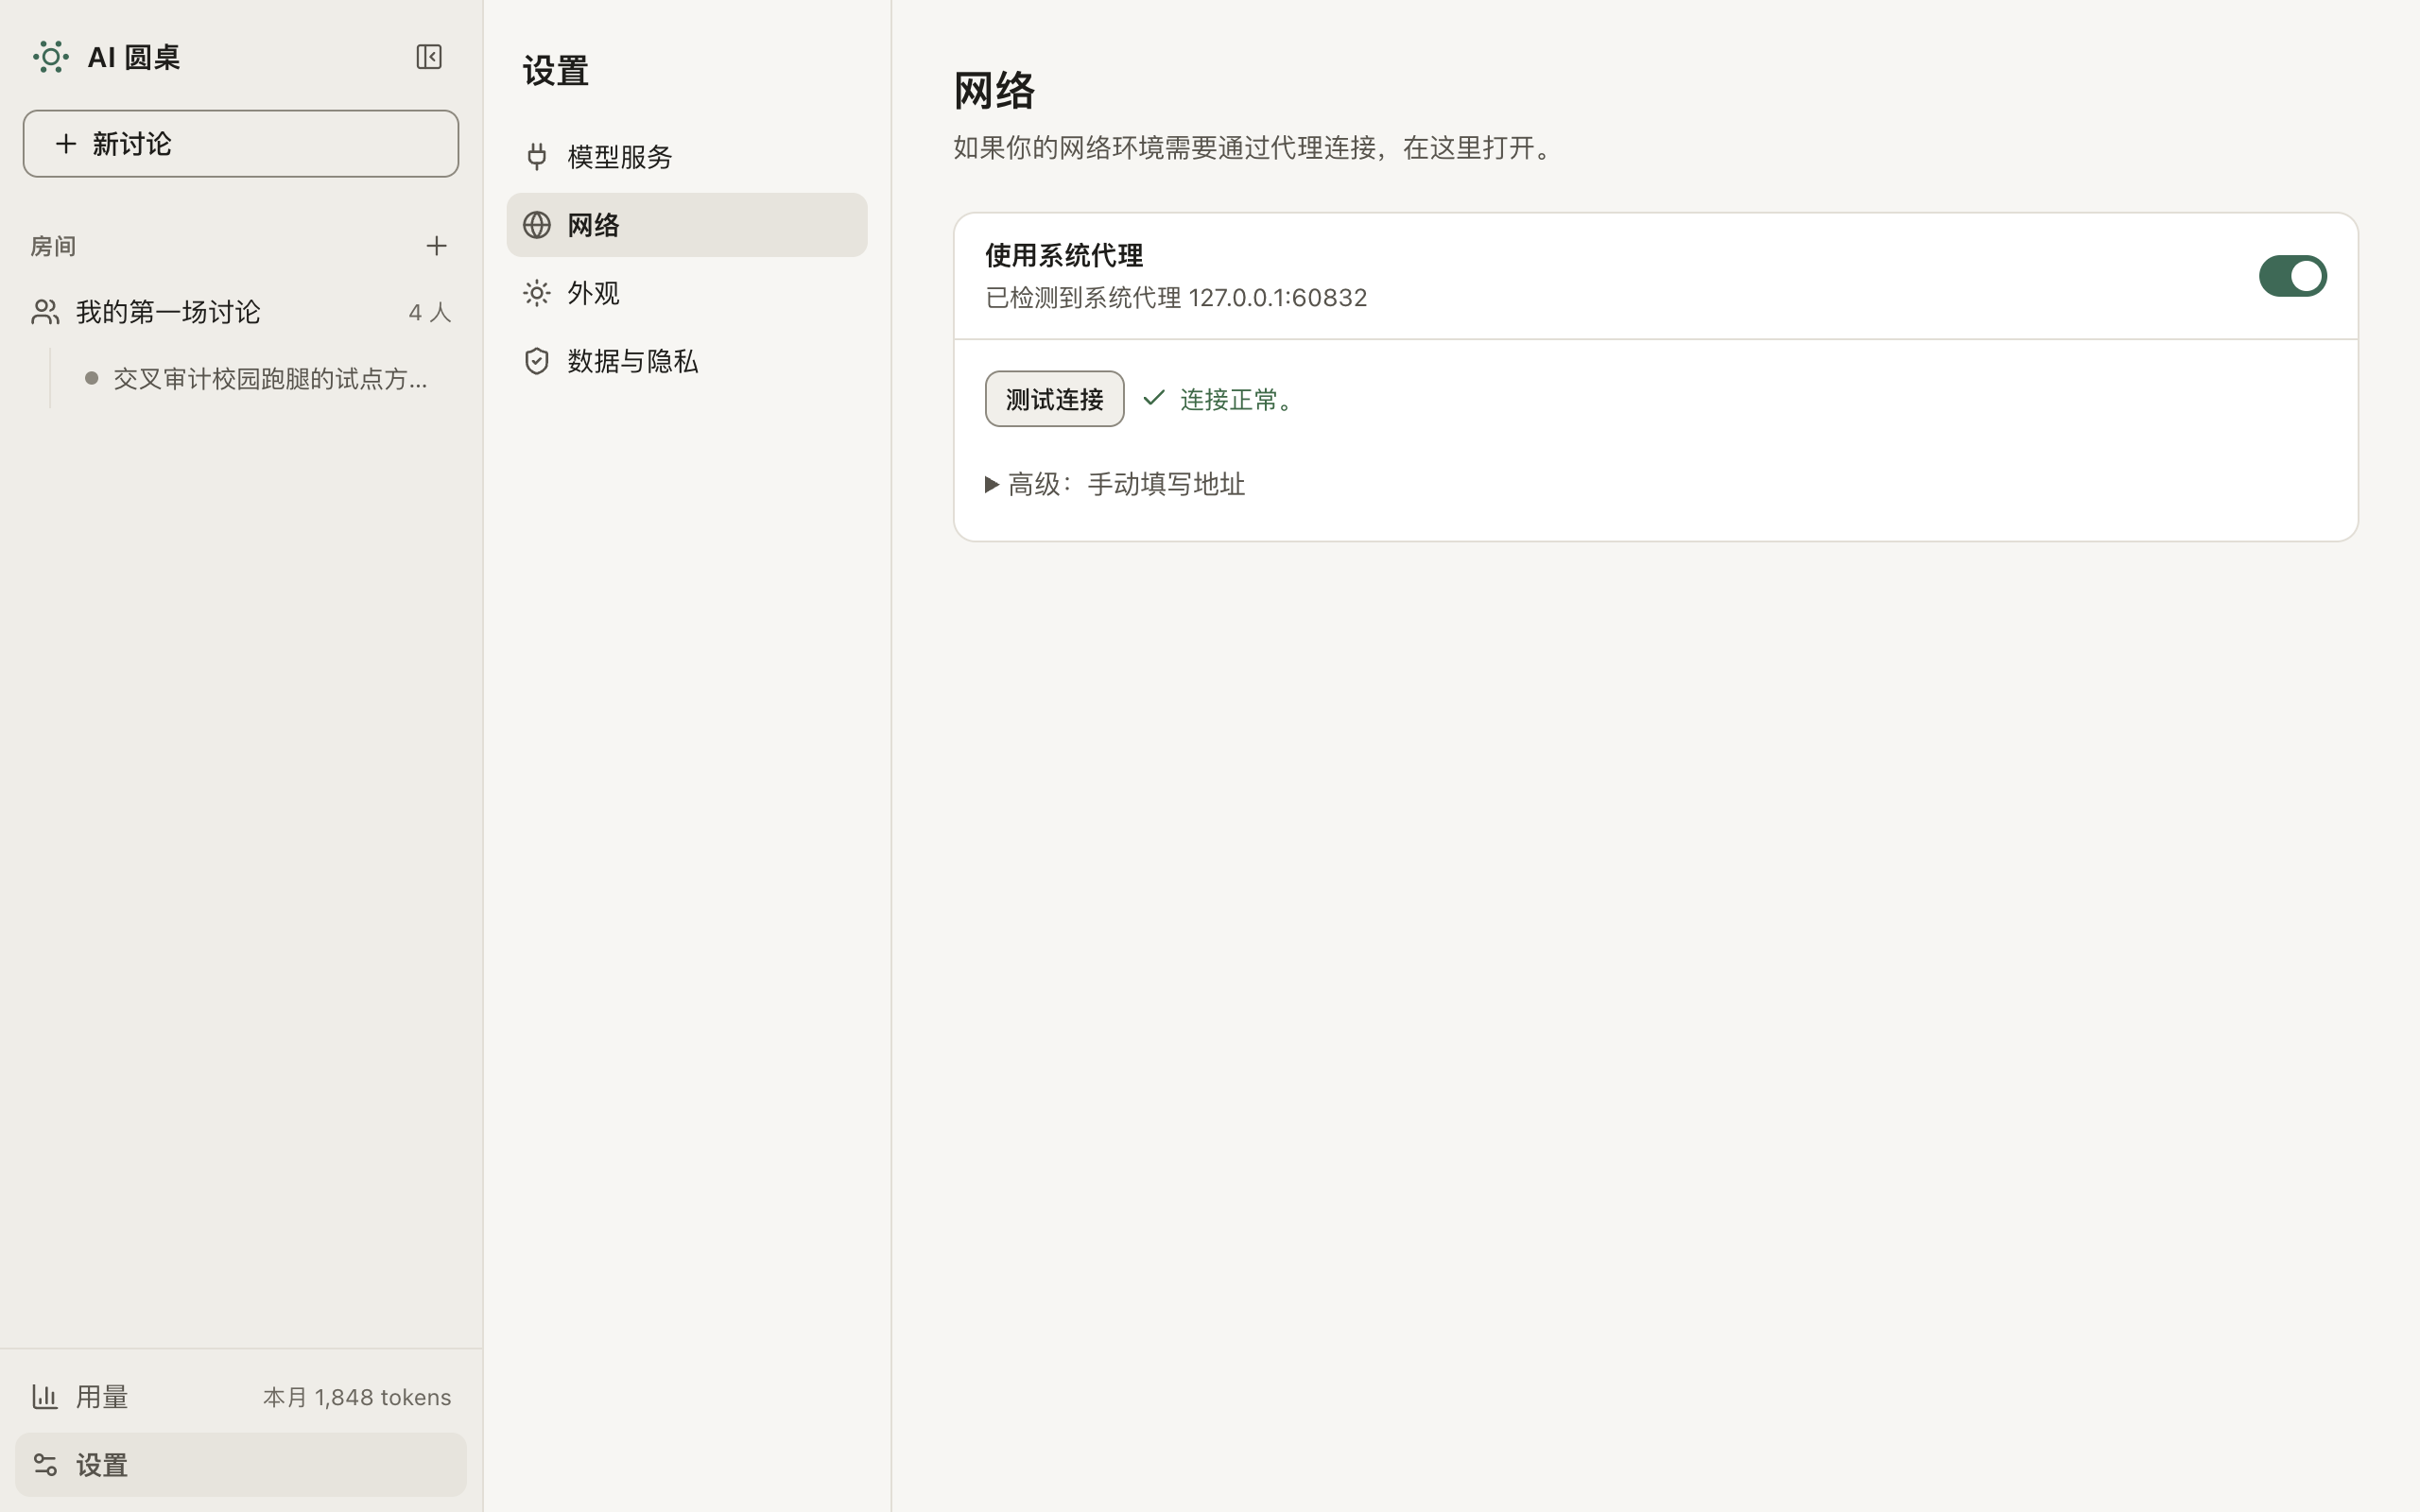 AI 圆桌
新讨论
房间
我的第一场讨论 4 人
交叉审计校园跑腿的试点方...
用量 本月 1,848 tokens
设置
设置
模型服务
网络
外观
数据与隐私
网络
如果你的网络环境需要通过代理连接，在这里打开。
使用系统代理
已检测到系统代理 127.0.0.1:60832
测试连接 连接正常。
高级：手动填写地址